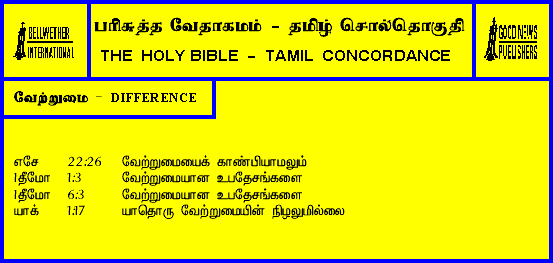 BELLWETHER
INTERNATIONAL
பரிசுத்த வேதாகமம் - தமிழ் சொல்தொகுதி
THE HOLY BIBLE - TAMIL CONCORDANCE
GOOD NEWS
PUBLISHERS
வேற்றுமை - DIFFERENCE
எசே 22:26 வேற்றுமையைக் காண்பியாமலும்
1தீமோ 1:3 வேற்றுமையான உபதேசங்களை
1தீமோ 6:3 வேற்றுமையான உபதேசங்களை
யாக் 1:17 யாதொரு வேற்றுமையின் நிழலுமில்லை